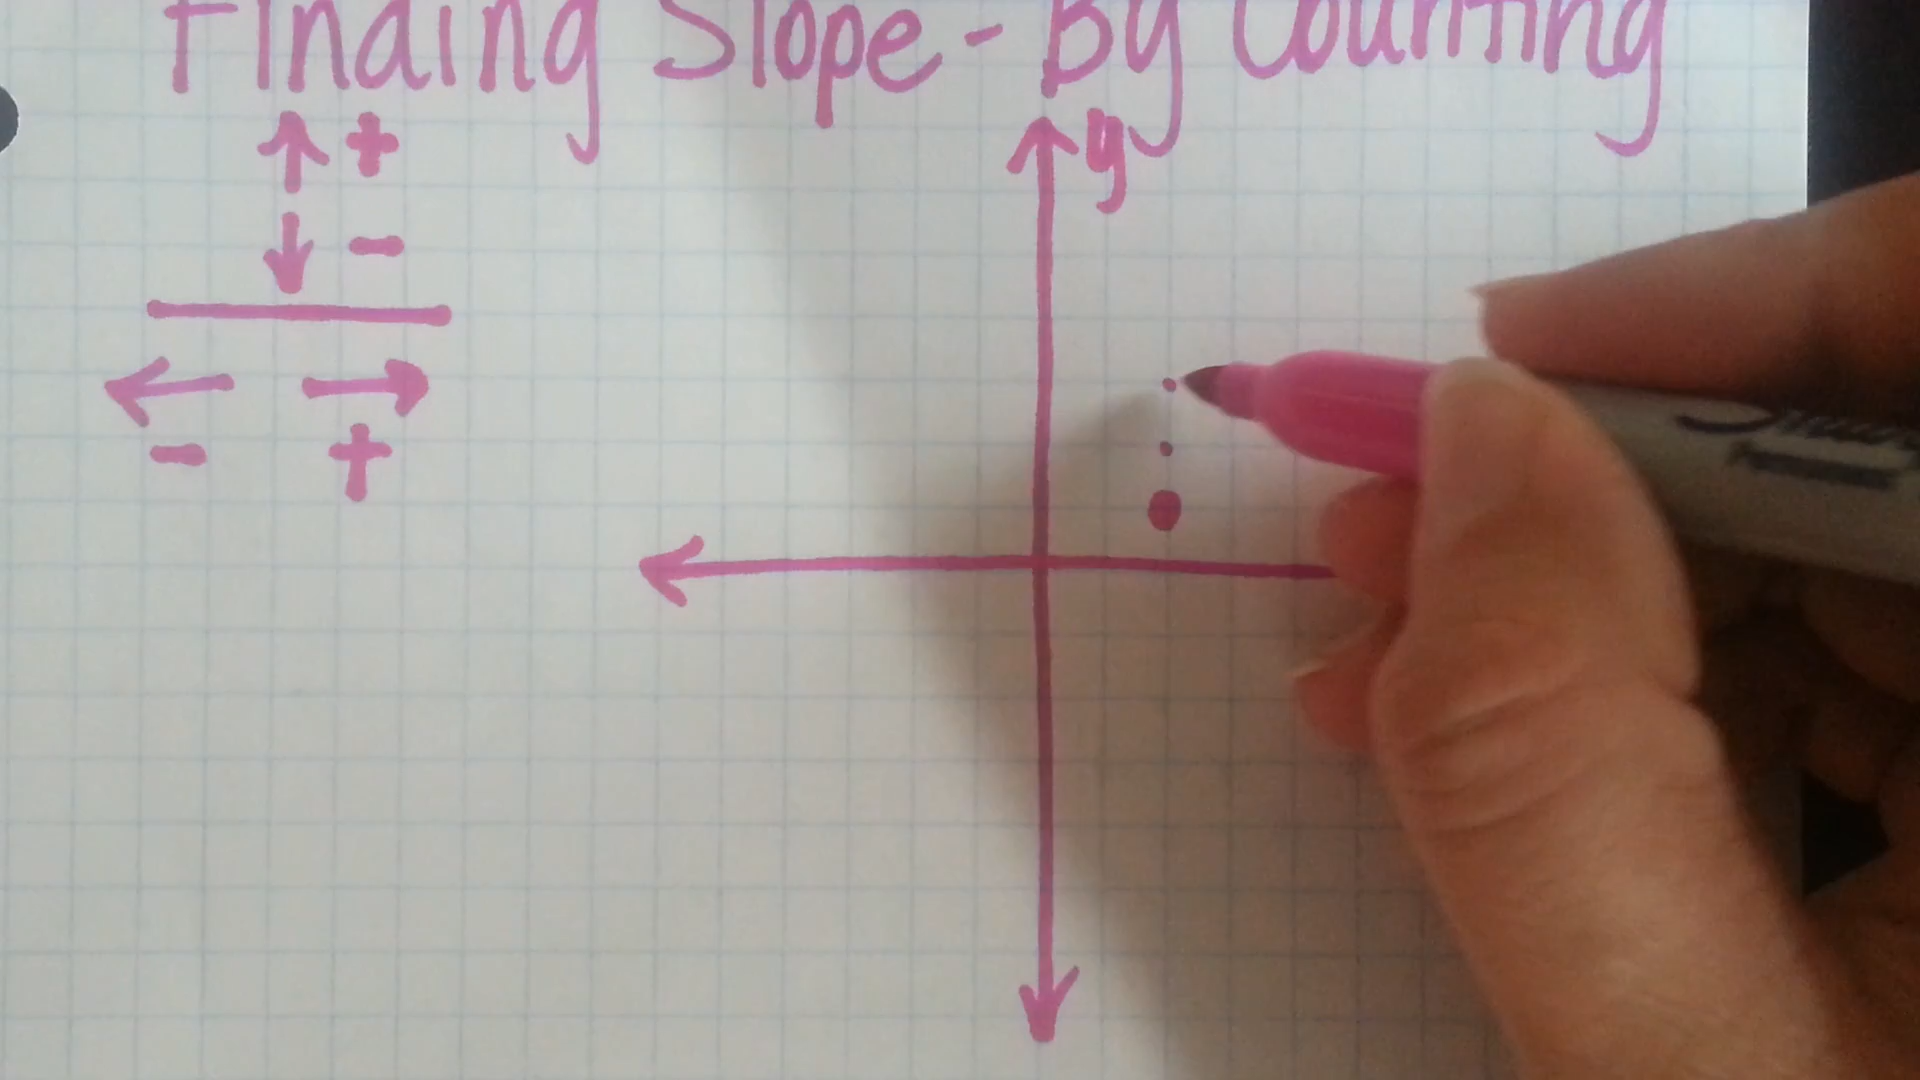 Finding Slope - By Counting
↑ +
↓ -
← →
- +
y